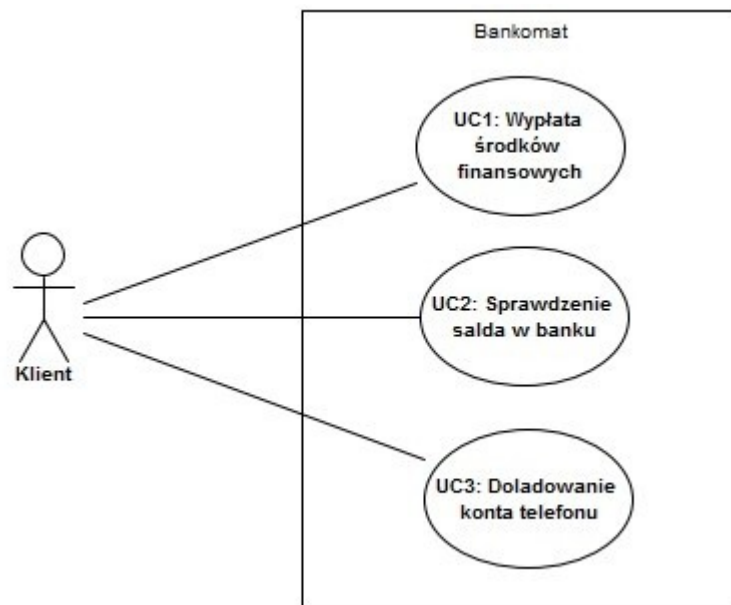 Bankomat
UC1: Wypłata
środków
finansowych
UC2: Sprawdzenie
salda w banku
Klient
UC3: Doladowanie
konta telefonu